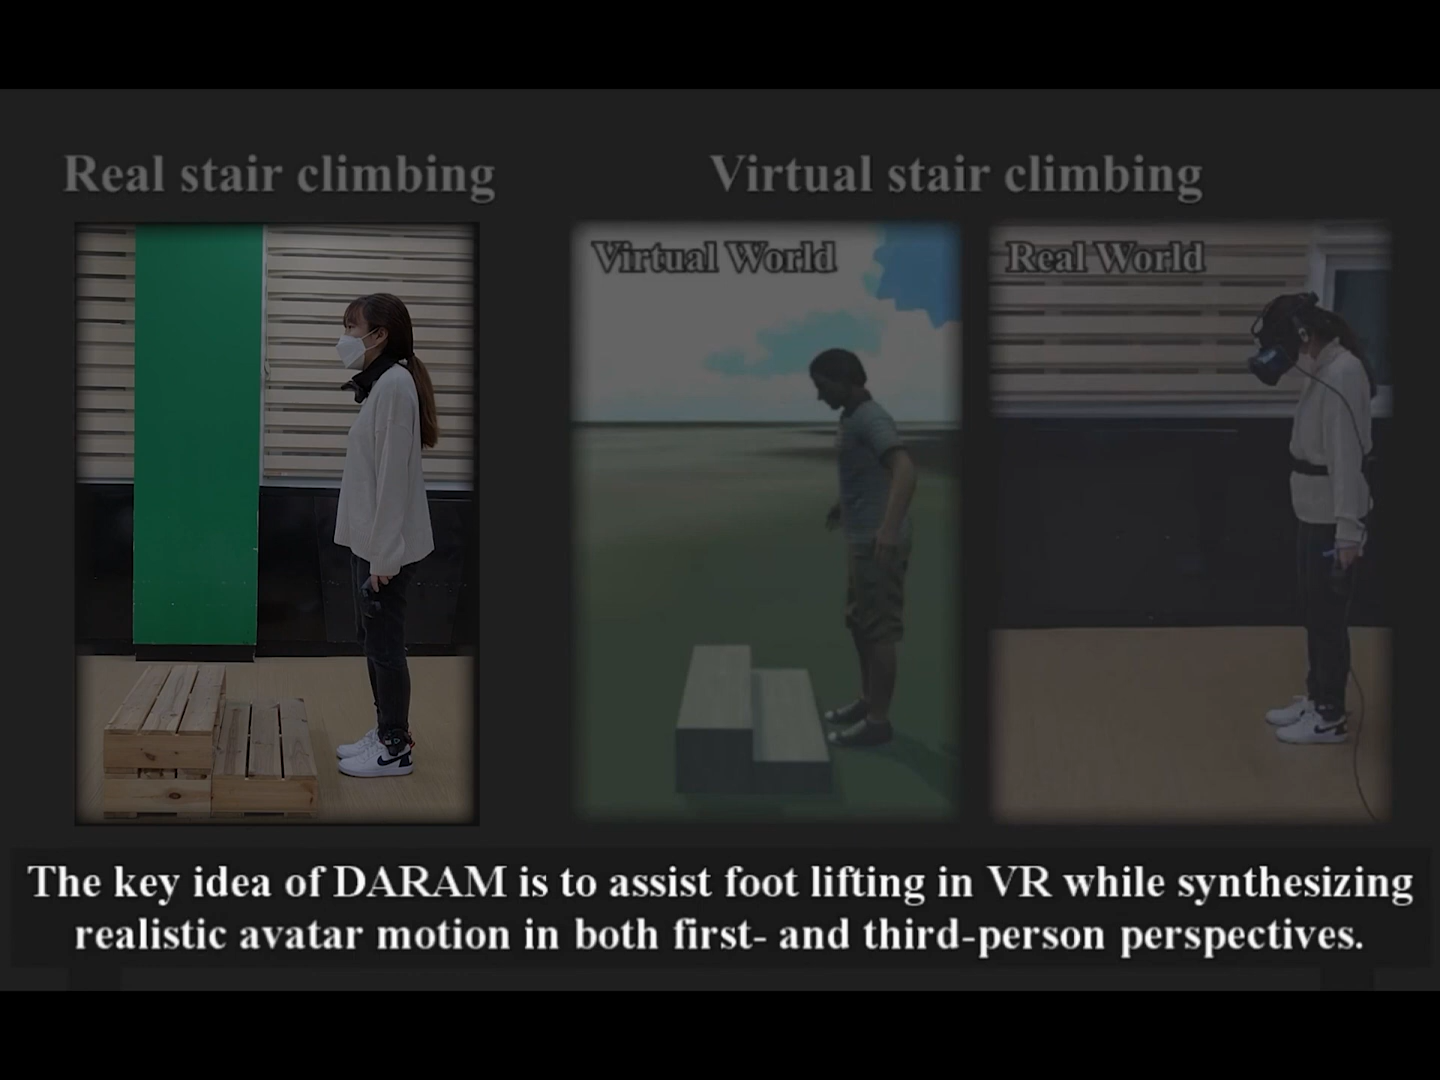 Real stair climbing
Virtual stair climbing
Virtual World
Real World
The key idea of DARAM is to assist foot lifting in VR while synthesizing
realistic avatar motion in both first- and third-person perspectives.